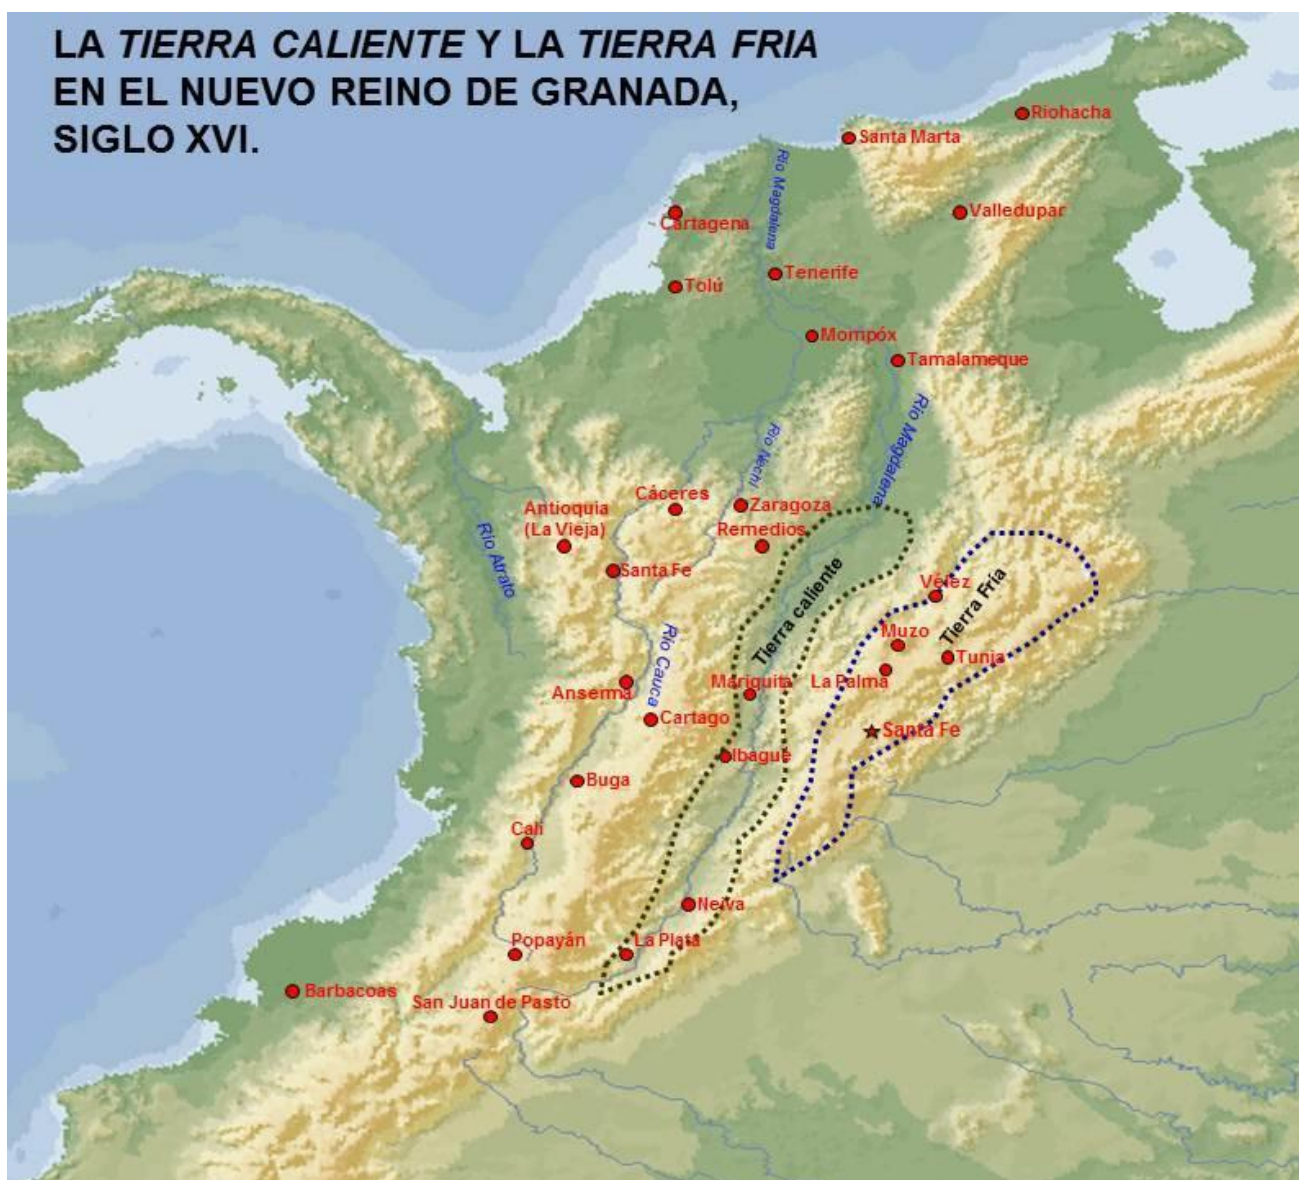 LA TIERRA CALIENTE Y LA TIERRA FRIA
EN EL NUEVO REINO DE GRANADA,
SIGLO XVI.
Riohacha
Santa Marta
Río Magdalena
Valledupar
Cartagena
Tenerife
Tolú
Mompóx
Tamalameque
Río Magdalena
Río Nechí
Cáceres
Zaragoza
Antioquia
(La Vieja)
Remedios
Río Atrato
Santa Fe
Tierra caliente
Vélez
Tierra Fría
Muzo
Tunja
La Palma
Río Cauca
Anserma
Mariquita
Cartago
Santa Fe
Ibague
Buga
Cali
Neiva
Popayán
La Plata
Barbacoas
San Juan de Pasto